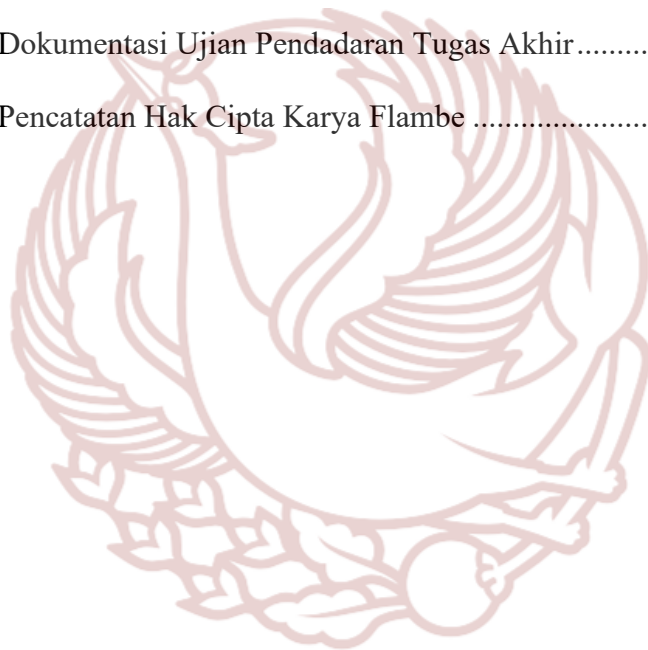 Dokumentasi Ujian Pendadaran Tugas Akhir.........
Pencatatan Hak Cipta Karya Flambe ......................